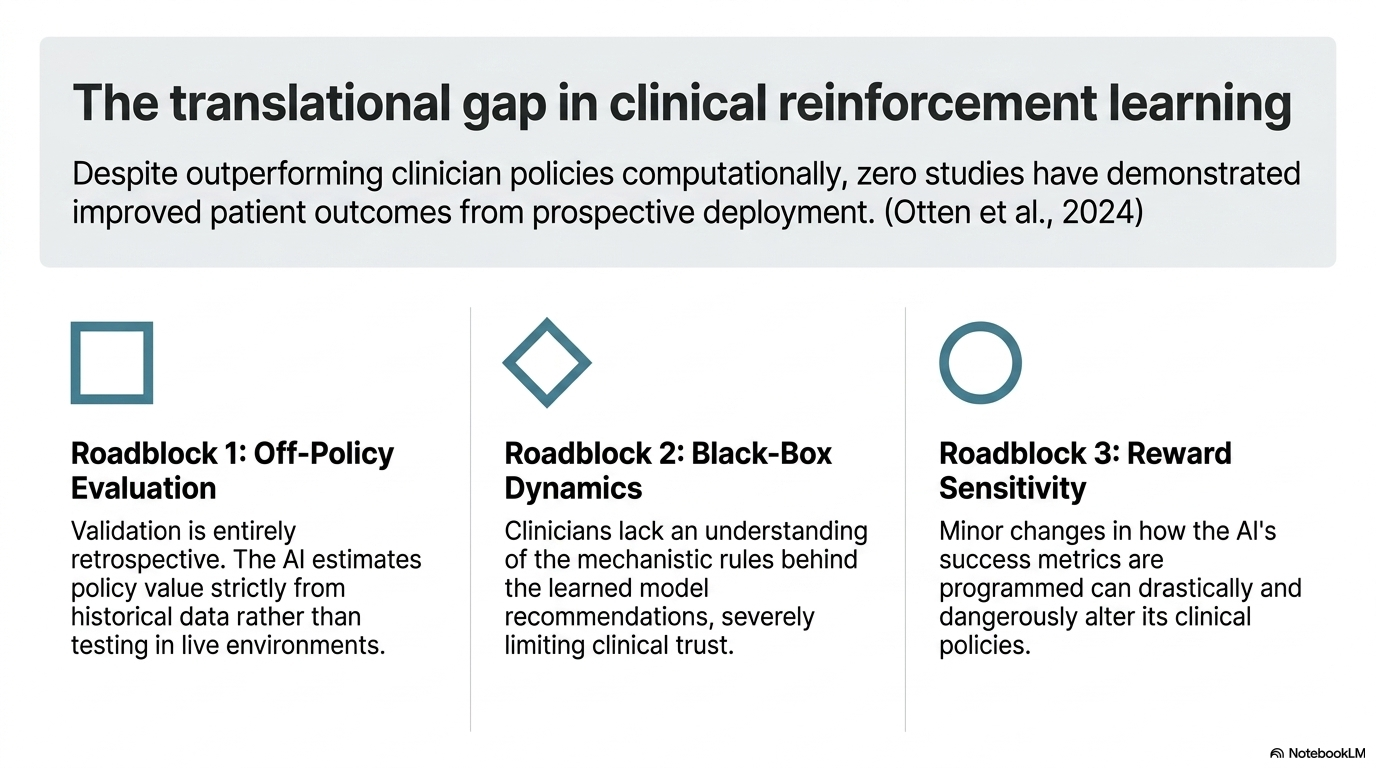 The translational gap in clinical reinforcement learning
Despite outperforming clinician policies computationally, zero studies have demonstrated
improved patient outcomes from prospective deployment. (Otten et al., 2024)
Roadblock 1: Off-Policy
Evaluation
Validation is entirely
retrospective. The AI estimates
policy value strictly from
historical data rather than
testing in live environments.
Roadblock 2: Black-Box
Dynamics
Clinicians lack an understanding
of the mechanistic rules behind
the learned model
recommendations, severely
limiting clinical trust.
Roadblock 3: Reward
Sensitivity
Minor changes in how the AI's
success metrics are
programmed can drastically and
dangerously alter its clinical
policies.
NotebookLM